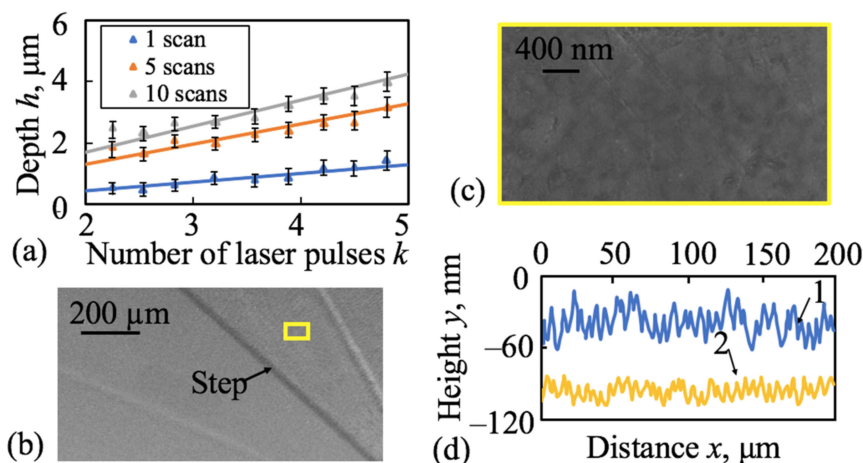 6
4
2
0
Depth h, μm
1 scan
5 scans
10 scans
2 3 4 5
Number of laser pulses k
(a)
200 μm
Step
(b)
400 nm
(c)
0 50 100 150 200
0
–60
–120
Height y, nm
1
2
Distance x, μm
(d)